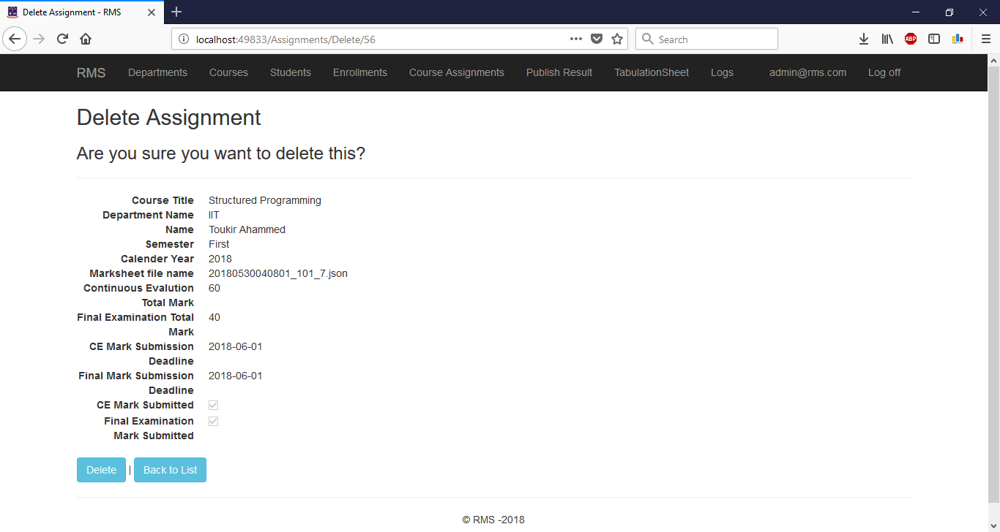 Delete Assignment - RMS
localhost:49833/Assignments/Delete/56
Search
ABP
RMS Departments Courses Students Enrollments Course Assignments Publish Result TabulationSheet Logs admin@rms.com Log off
Delete Assignment
Are you sure you want to delete this?
Course Title Structured Programming
Department Name IIT
Name Toukir Ahammed
Semester First
Calender Year 2018
Marksheet file name 20180530040801_101_7.json
Continuous Evalution 60
Total Mark
Final Examination Total 40
Mark
CE Mark Submission 2018-06-01
Deadline
Final Mark Submission 2018-06-01
Deadline
CE Mark Submitted
Final Examination
Mark Submitted
Delete | Back to List
© RMS -2018